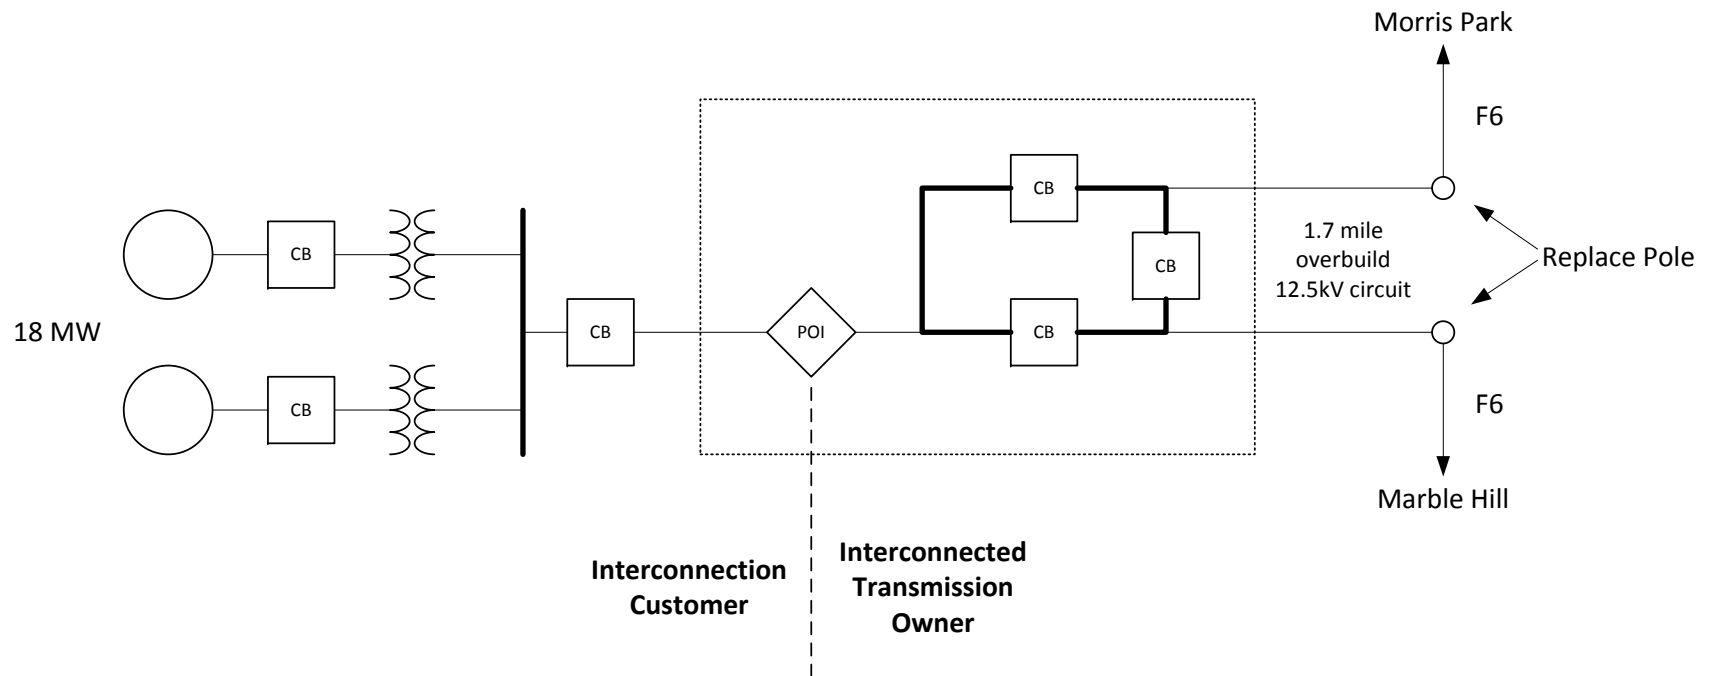 Morris Park
F6
CB
CB
CB
1.7 mile
overbuild
12.5kV circuit
Replace Pole
18 MW
CB
POI
CB
CB
F6
Marble Hill
Interconnection
Customer
Interconnected
Transmission
Owner